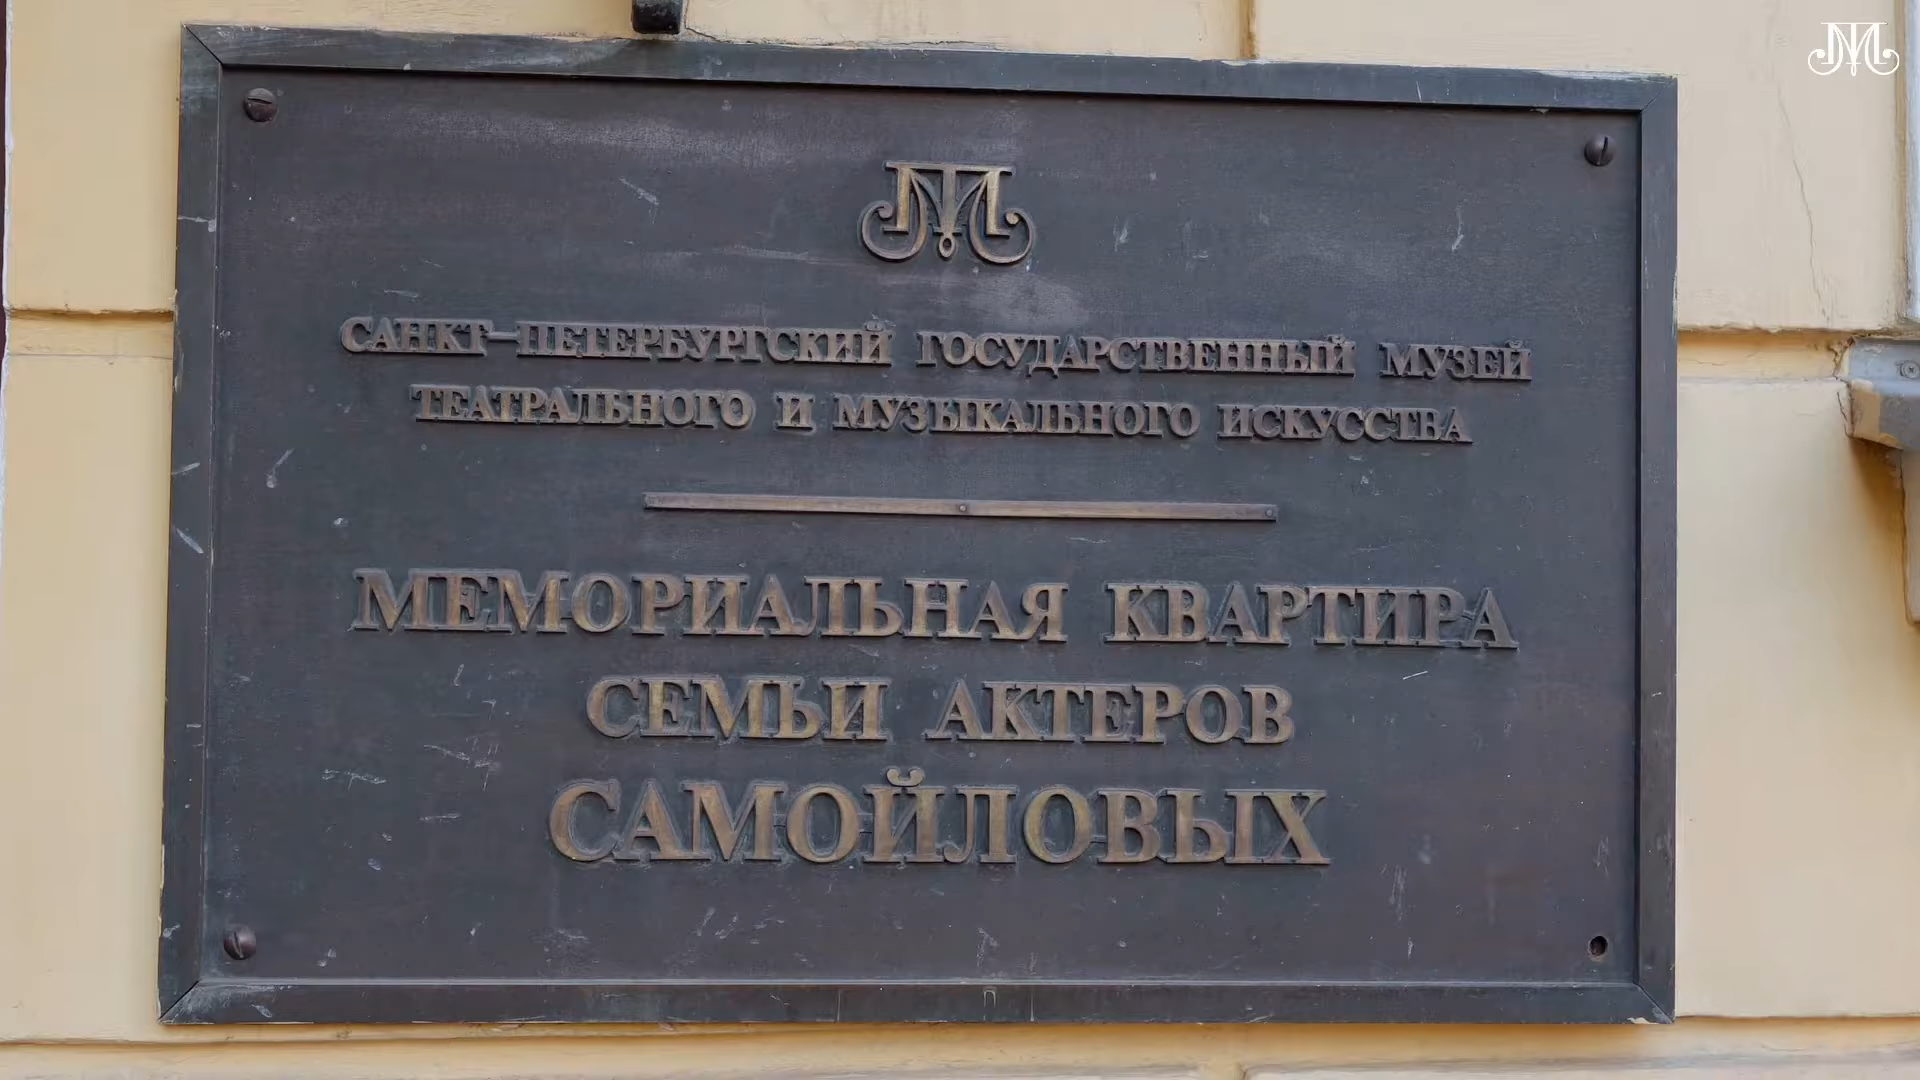 САНКТ-ПЕТЕРБУРГСКИЙ ГОСУДАРСТВЕННЫЙ МУЗЕЙ
ТЕАТРАЛЬНОГО И МУЗЫКАЛЬНОГО ИСКУССТВА
МЕМОРИАЛЬНАЯ КВАРТИРА
СЕМЬИ АКТЕРОВ
САМОЙЛОВЫХ